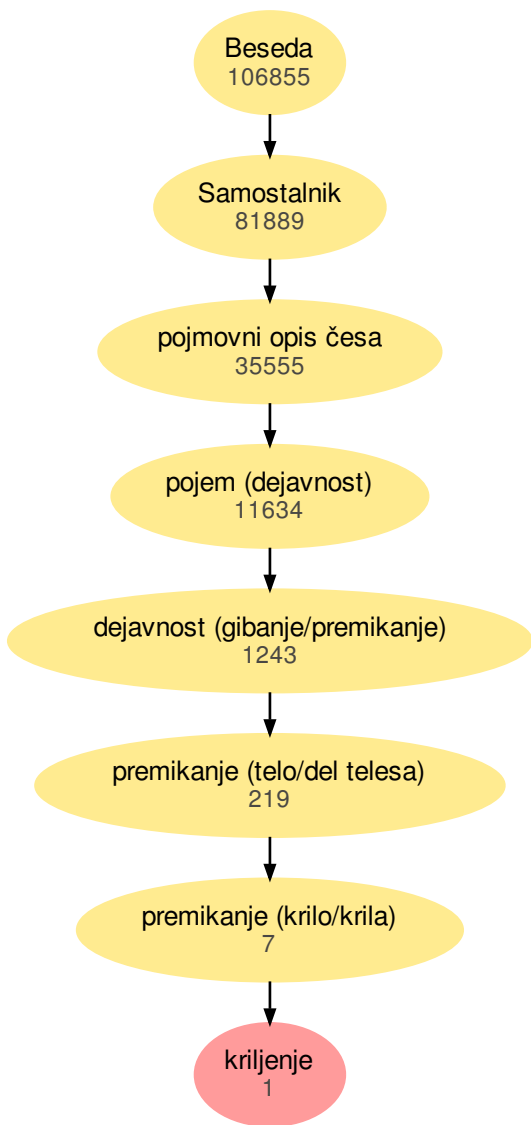 Beseda
106855
Samostalnik
81889
pojmovni opis česa
35555
pojem (dejavnost)
11634
dejavnost (gibanje/premikanje)
1243
premikanje (telo/del telesa)
219
premikanje (krilo/krila)
7
kriljenje
1